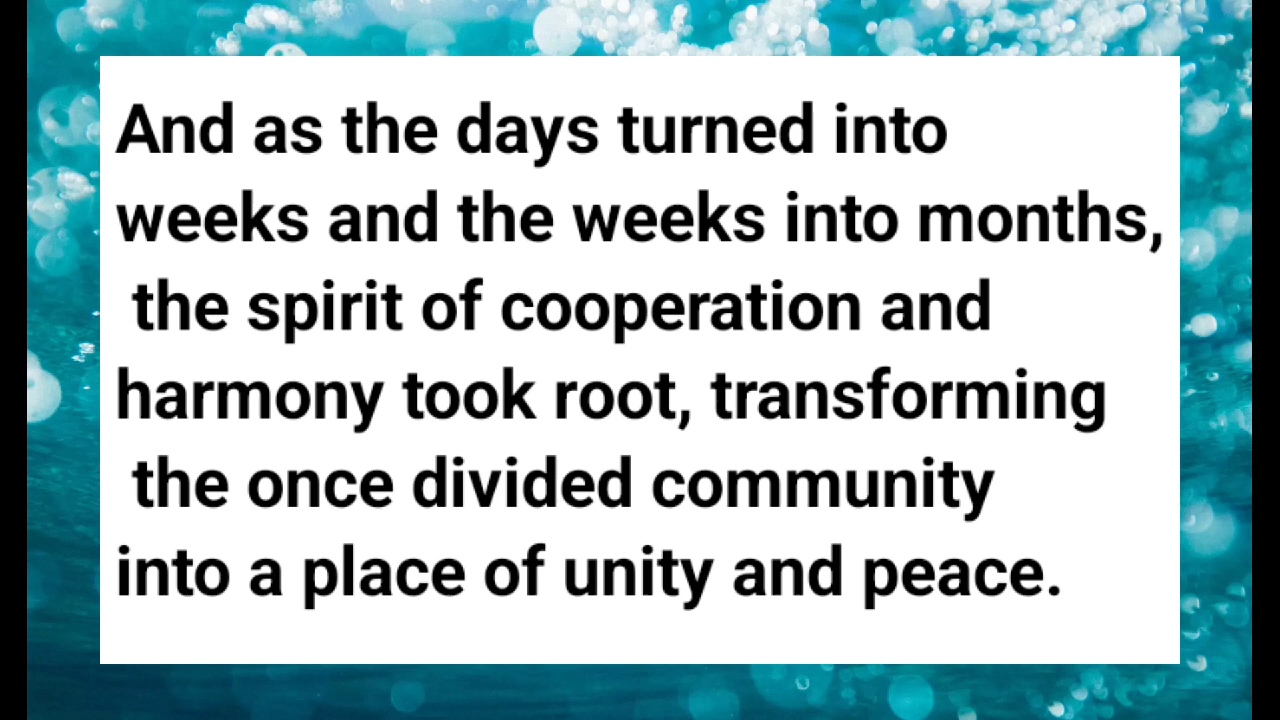 And as the days turned into
weeks and the weeks into months,
the spirit of cooperation and
harmony took root, transforming
the once divided community
into a place of unity and peace.